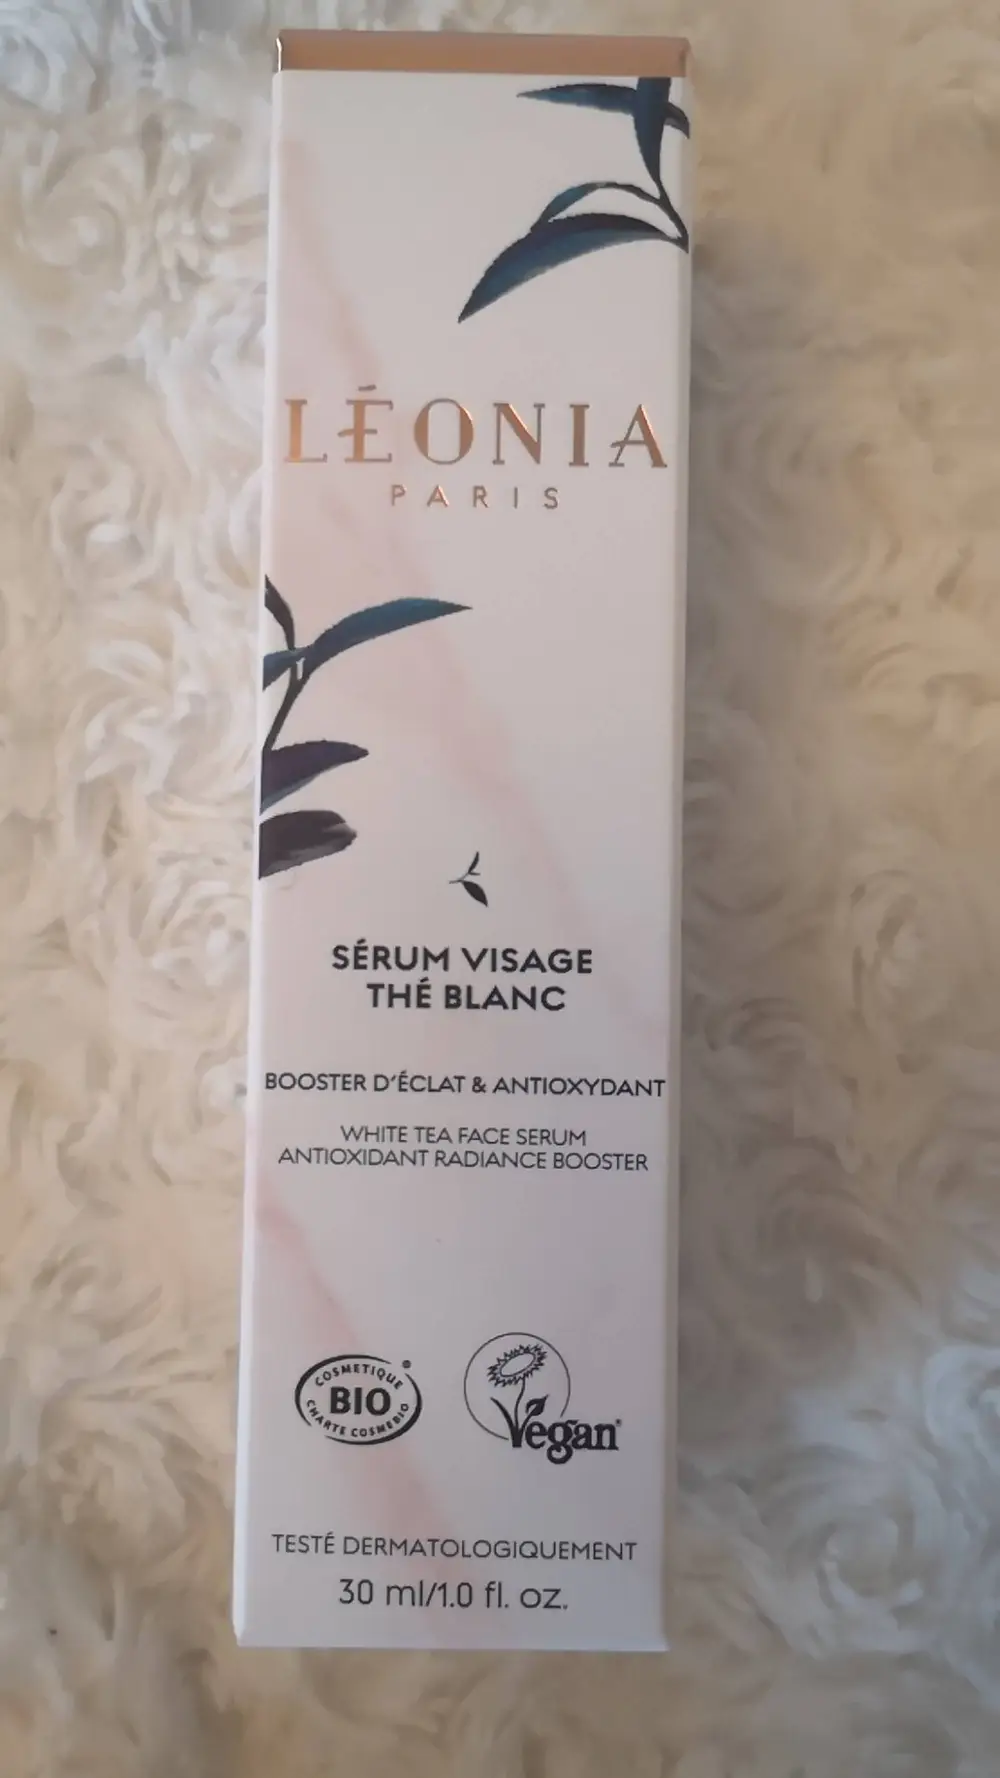 LÉONIA
PARIS
SÉRUM VISAGE
THÉ BLANC
BOOSTER D'ÉCLAT & ANTIOXYDANT
WHITE TEA FACE SERUM
ANTIOXIDANT RADIANCE BOOSTER
COSMETIQUE
BIO
CHARTE COSMEBIO
Vegan
TESTÉ DERMATOLOGIQUEMENT
30 ml/1.0 fl. oz.